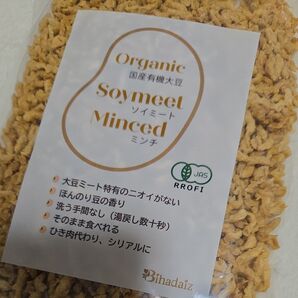 Organic
国産有機大豆
Soymeet
ソイミート
Minced
ミンチ
JAS
RROFI
大豆ミート特有のニオイがない
ほんのり豆の香り
洗う手間なし（湯戻し数十秒）
そのまま食べれる
ひき肉代わり、シリアルに
Bihadaiz